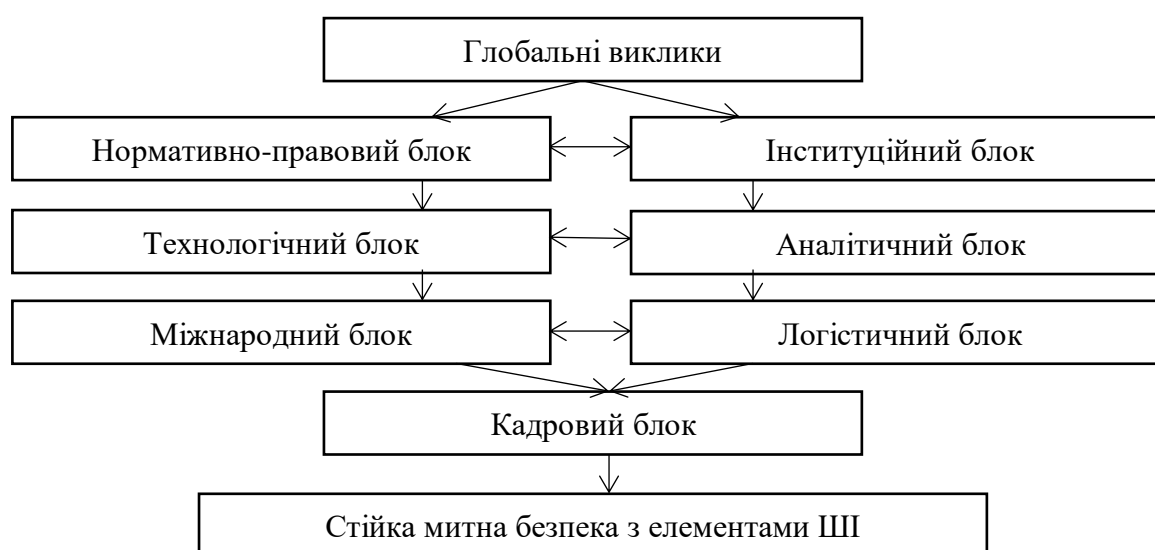 Глобальні виклики
Нормативно-правовий блок
Інституційний блок
Технологічний блок
Аналітичний блок
Міжнародний блок
Логістичний блок
Кадровий блок
Стійка митна безпека з елементами ШІ